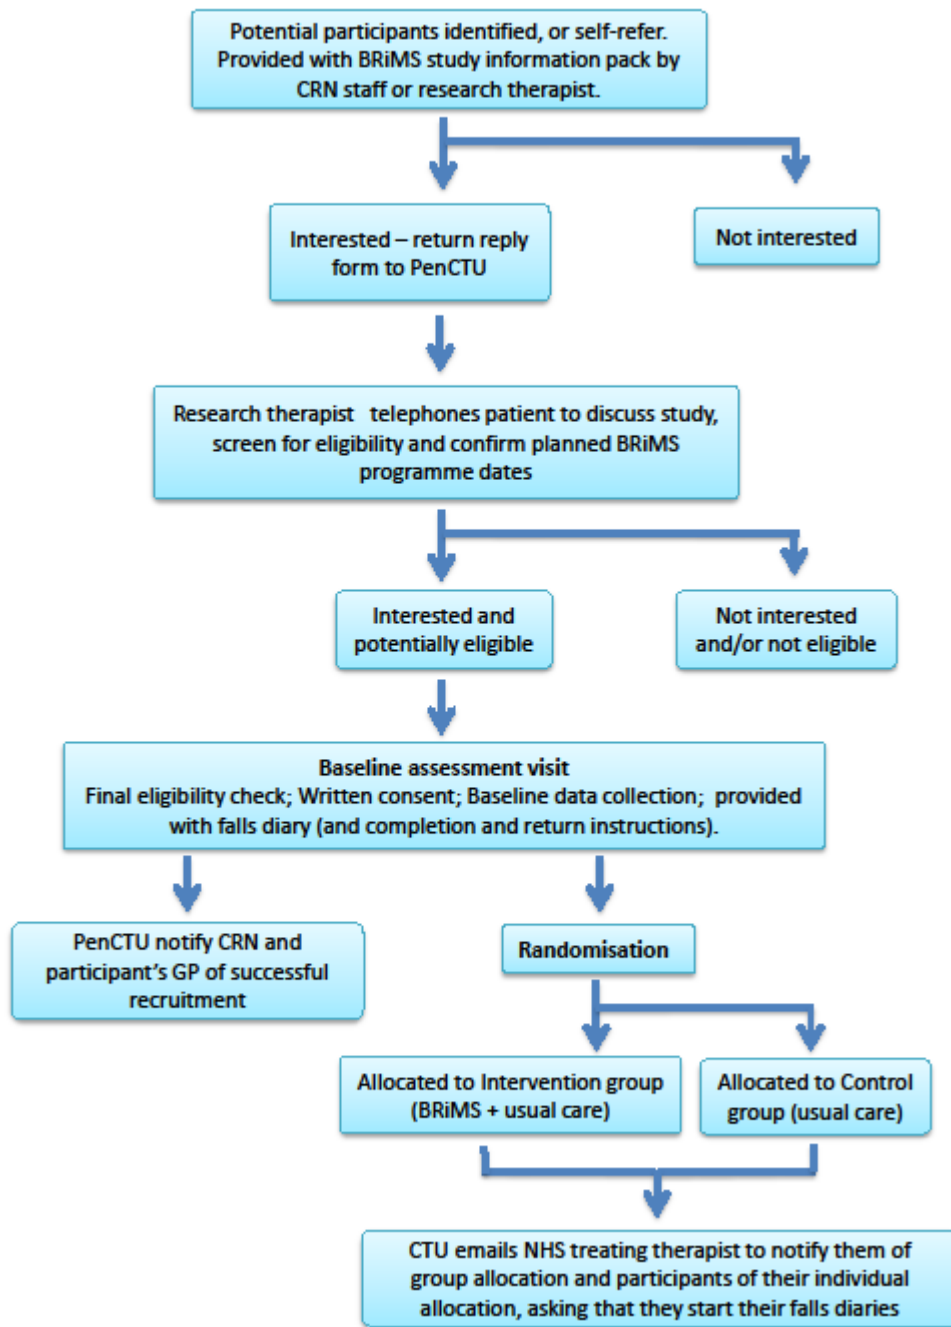 Potential participants identified, or self-refer.
Provided with BRiMS study information pack by
CRN staff or research therapist.
Interested – return reply
form to PenCTU
Not interested
Research therapist telephones patient to discuss study,
screen for eligibility and confirm planned BRiMS
programme dates
Interested and
potentially eligible
Not interested
and/or not eligible
Baseline assessment visit
Final eligibility check; Written consent; Baseline data collection; provided
with falls diary (and completion and return instructions).
PenCTU notify CRN and
participant's GP of successful
recruitment
Randomisation
Allocated to Intervention group
(BRiMS + usual care)
Allocated to Control
group (usual care)
CTU emails NHS treating therapist to notify them of
group allocation and participants of their individual
allocation, asking that they start their falls diaries